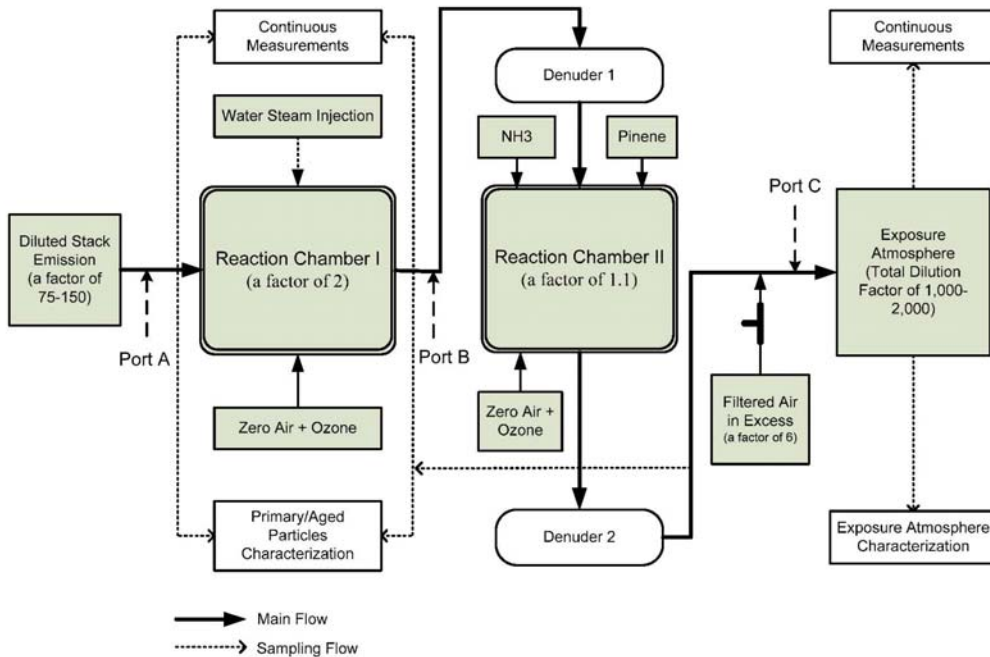 Continuous
Measurements
Denuder 1
Continuous
Measurements
Water Steam Injection
NH3
Pinene
Port C
Diluted Stack
Emission
(a factor of
75-150)
Reaction Chamber I
(a factor of 2)
Reaction Chamber II
(a factor of 1.1)
Exposure
Atmosphere
(Total Dilution
Factor of 1,000-
2,000)
Port A
Port B
Zero Air + Ozone
Zero Air +
Ozone
Filtered Air
in Excess
(a factor of 6)
Primary/Aged
Particles
Characterization
Denuder 2
Exposure Atmosphere
Characterization
Main Flow
Sampling Flow